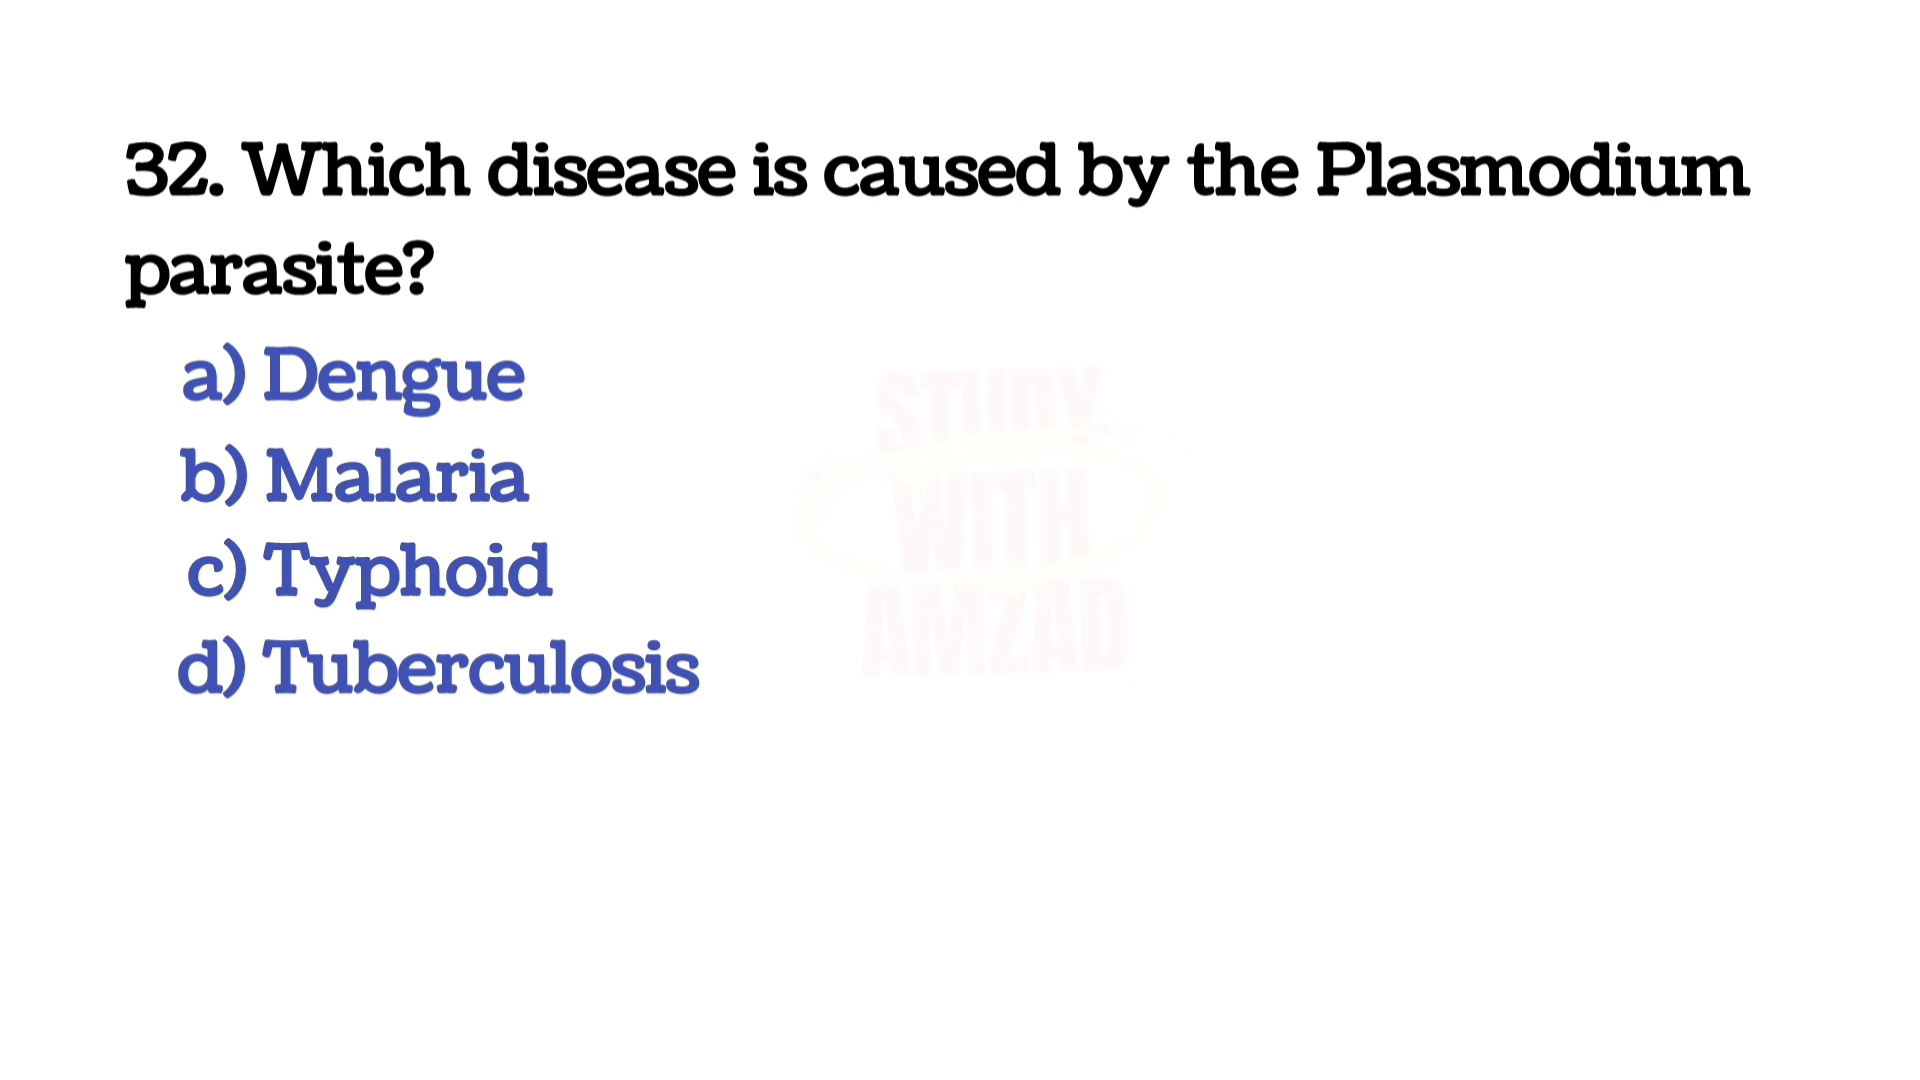 32. Which disease is caused by the Plasmodium
parasite?
a) Dengue
b) Malaria
c) Typhoid
d) Tuberculosis
STUDY
WITH
AMZAD